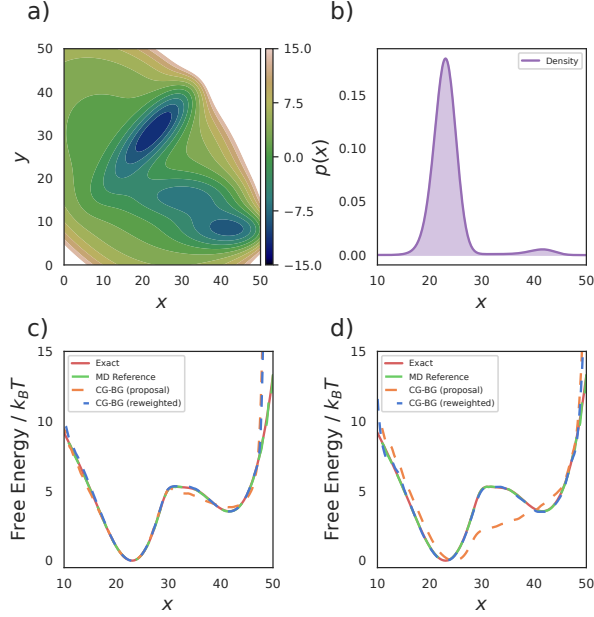 a)
50
40
30
20
10
0
y
0 10 20 30 40 50
x
15.0
7.5
0.0
−7.5
−15.0
b)
Density
0.15
0.10
0.05
0.00
p(x)
10 20 30 40 50
x
c)
Exact
MD Reference
CG-BG (proposal)
CG-BG (reweighted)
15
10
5
0
Free Energy / k_BT
10 20 30 40 50
x
d)
Exact
MD Reference
CG-BG (proposal)
CG-BG (reweighted)
15
10
5
0
Free Energy / k_BT
10 20 30 40 50
x